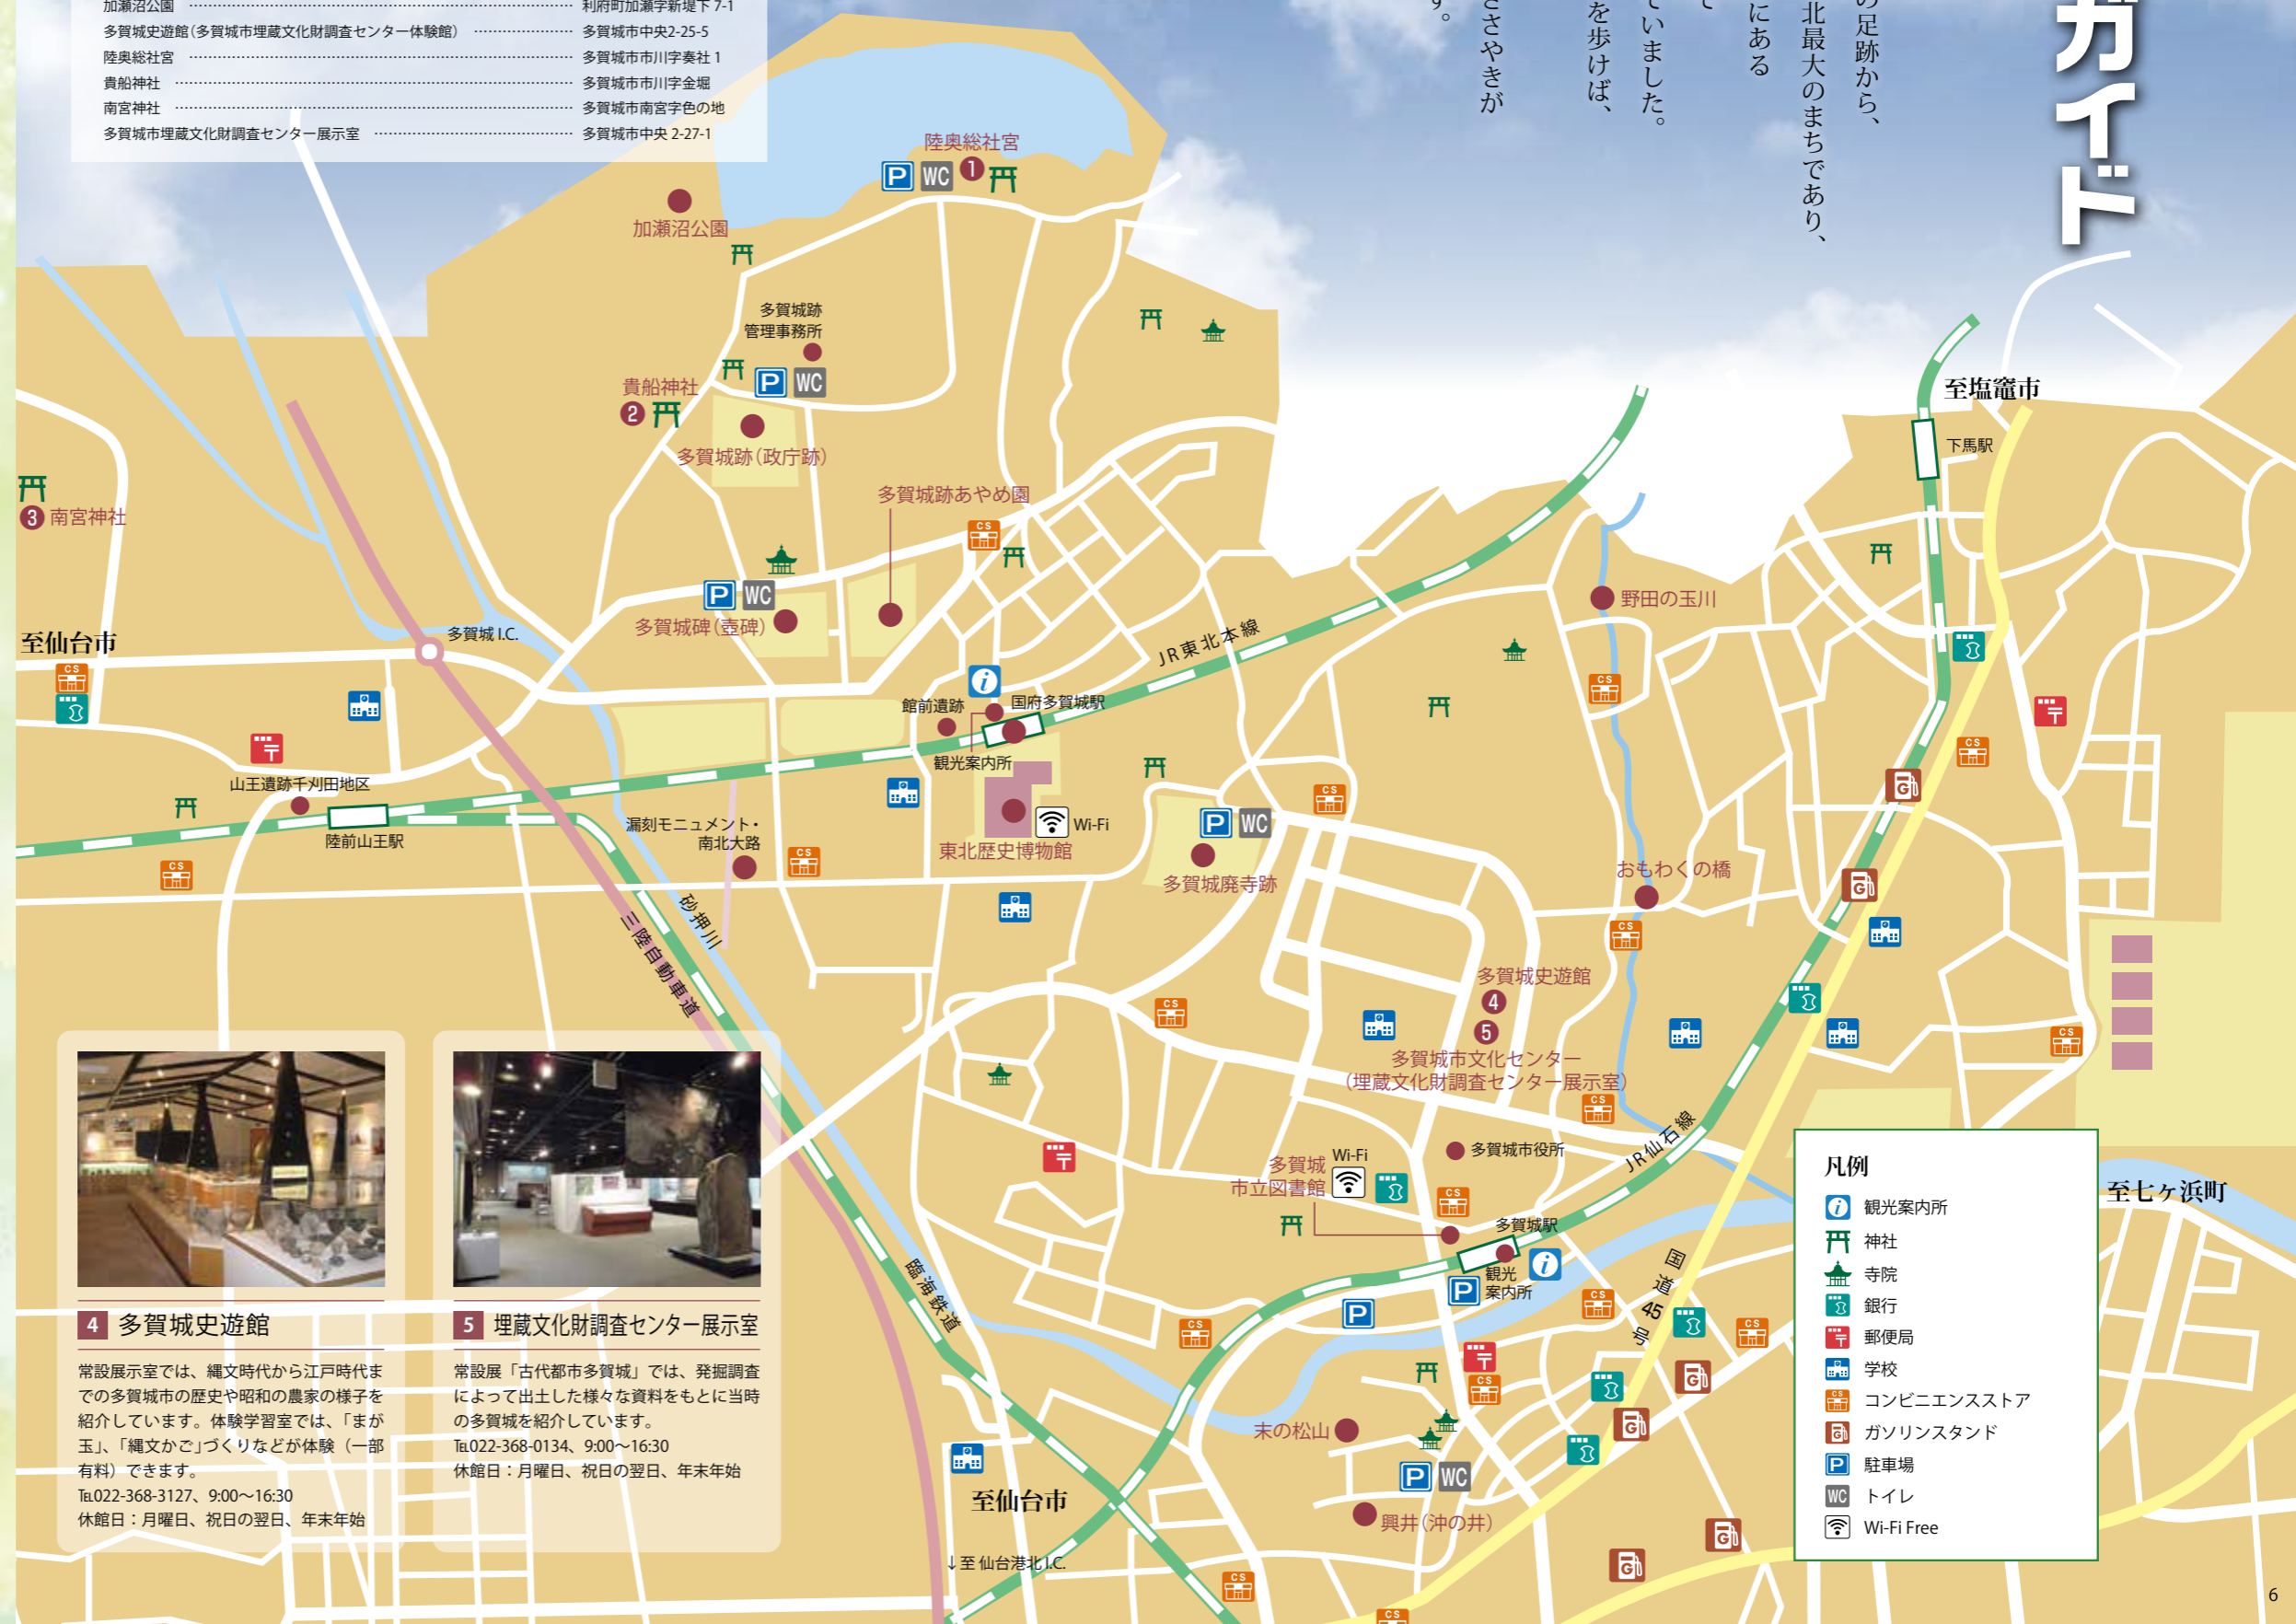 ガイド
の足跡から、
北最大のまちであり、
にある
て
ていました。
を歩けば、
ささやきが
す。
加瀬沼公園 ………… 利府町加瀬字新堤下 7-1
多賀城史遊館(多賀城市埋蔵文化財調査センター体験館) ………… 多賀城市中央2-25-5
陸奥総社宮 ………… 多賀城市市川字奏社 1
貴船神社 ………… 多賀城市市川字金堀
南宮神社 ………… 多賀城市南宮字色の地
多賀城市埋蔵文化財調査センター展示室 ………… 多賀城市中央 2-27-1
陸奥総社宮
P WC 1
加瀬沼公園
多賀城跡
管理事務所
P WC
貴船神社
2
多賀城跡(政庁跡)
多賀城跡あやめ園
CS
3 南宮神社
至塩竈市
下馬駅
P WC
多賀城碑(壺碑)
野田の玉川
至仙台市
CS
多賀城 I.C.
JR東北本線
CS
館前遺跡
国府多賀城駅
観光案内所
山王遺跡千刈田地区
陸前山王駅
CS
漏刻モニュメント・
南北大路
CS
Wi-Fi
東北歴史博物館
P WC
CS
多賀城廃寺跡
CS
G
G
おもわくの橋
CS
砂押川
三陸自動車道
CS
多賀城史遊館
4
5
多賀城市文化センター
(埋蔵文化財調査センター展示室)
CS
CS
JR仙石線
多賀城市役所
多賀城
市立図書館
Wi-Fi
CS
多賀城駅
観光
案内所
P
P
臨海鉄道
国道45号
CS
CS
CS
CS
G
G
末の松山
P WC
興井(沖の井)
至仙台市
↓至 仙台港北 I.C.
CS
CS
G
G
至七ヶ浜町
4 多賀城史遊館
常設展示室では、縄文時代から江戸時代ま
での多賀城市の歴史や昭和の農家の様子を
紹介しています。体験学習室では、「まが
玉」、「縄文かご」づくりなどが体験(一部
有料)できます。
℡022-368-3127、9:00〜16:30
休館日:月曜日、祝日の翌日、年末年始
5 埋蔵文化財調査センター展示室
常設展「古代都市多賀城」では、発掘調査
によって出土した様々な資料をもとに当時
の多賀城を紹介しています。
℡022-368-0134、9:00〜16:30
休館日:月曜日、祝日の翌日、年末年始
凡例
観光案内所
神社
寺院
銀行
郵便局
学校
CS コンビニエンスストア
G ガソリンスタンド
P 駐車場
WC トイレ
Wi-Fi Free
6